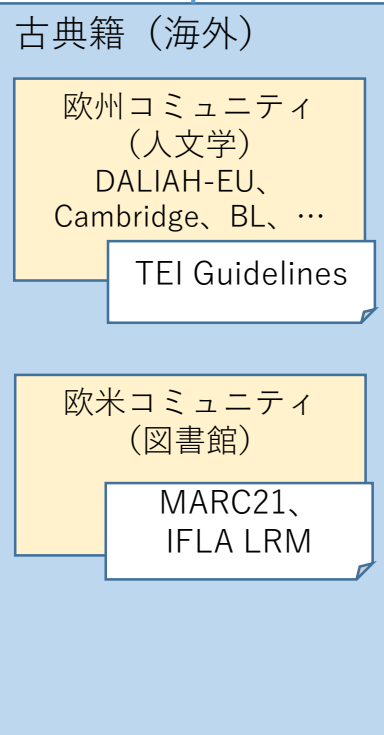 古典籍（海外）
欧州コミュニティ
（人文学）
DALIAH-EU、
Cambridge、BL、…
TEI Guidelines
欧米コミュニティ
（図書館）
MARC21、
IFLA LRM